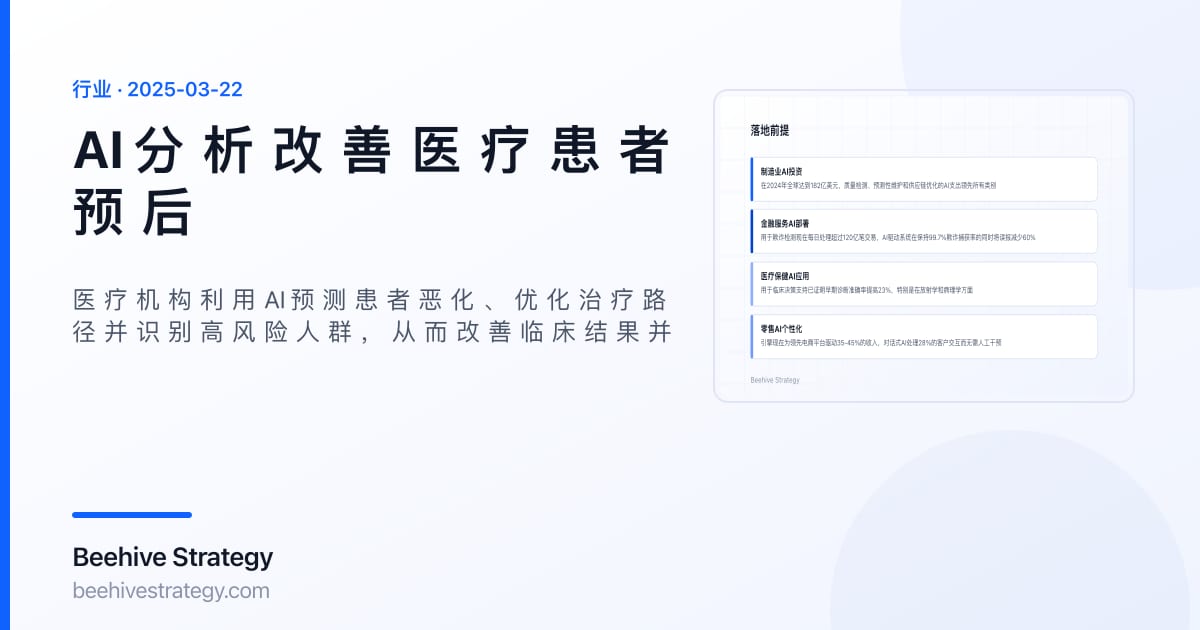 行业 · 2025-03-22
AI分析改善医疗患者
预后
医疗机构利用AI预测患者恶化、优化治疗路
径并识别高风险人群，从而改善临床结果并
落地前提
制造业AI投资
在2024年全球达到182亿美元，质量检测、预测性维护和供应链优化的AI支出领先所有类别
金融服务AI部署
用于欺诈检测现在每日处理超过120亿笔交易，AI驱动系统在保持99.7%欺诈捕获率的同时将误报减少60%
医疗保健AI应用
用于临床决策支持已证明早期诊断准确率提高23%，特别是在放射学和病理学方面
零售AI个性化
引擎现在为领先电商平台驱动35-45%的收入，对话式AI处理28%的客户交互而无需人工干预
Beehive Strategy
Beehive Strategy
beehivestrategy.com